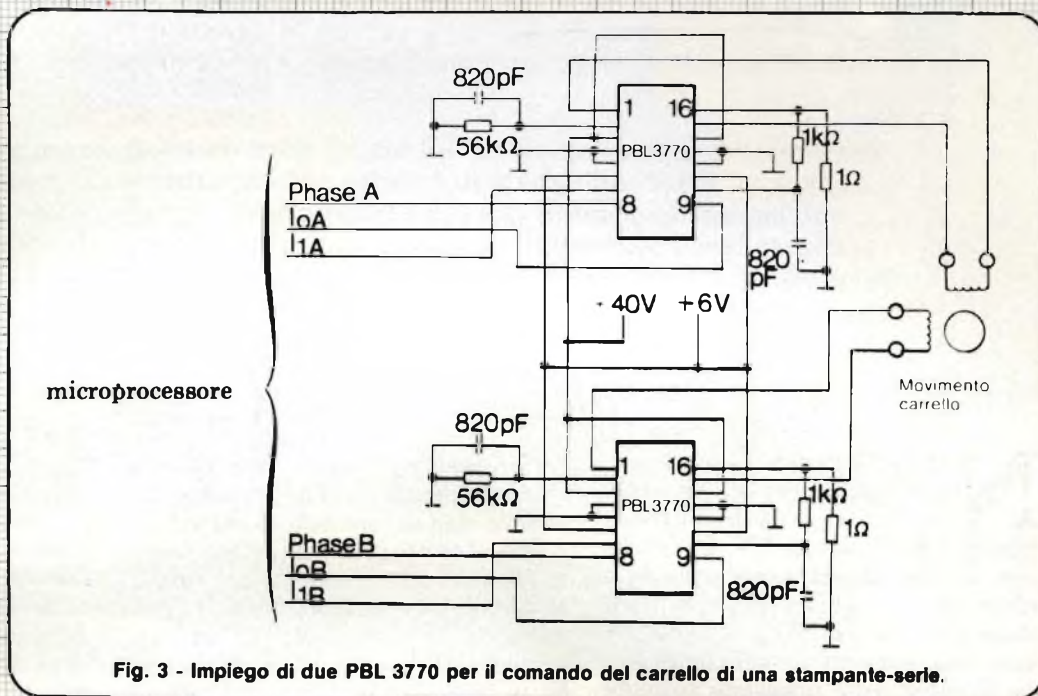 820pF
56kΩ
1
16
PBL3770
8
9
1kΩ
1Ω
820
pF
Phase A
I0A
I1A
+ 40V +6V
microprocessore
Movimento
carrello
820pF
56kΩ
1
16
PBL3770
8
9
1kΩ
1Ω
820pF
Phase B
I0B
I1B
Fig. 3 - Impiego di due PBL 3770 per il comando del carrello di una stampante-serie.